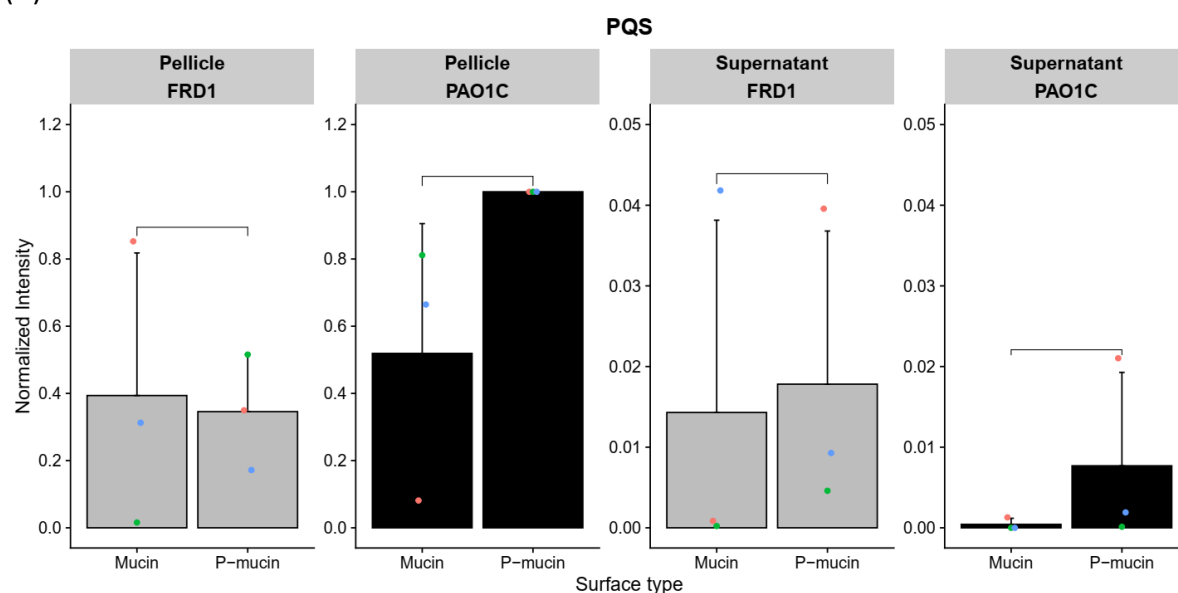 PQS
Pellicle
FRD1
Pellicle
PAO1C
Supernatant
FRD1
Supernatant
PAO1C
Normalized Intensity
1.2
1.0
0.8
0.6
0.4
0.2
0.0
Mucin
P−mucin
1.2
1.0
0.8
0.6
0.4
0.2
0.0
Mucin
P−mucin
0.05
0.04
0.03
0.02
0.01
0.00
Mucin
P−mucin
0.05
0.04
0.03
0.02
0.01
0.00
Mucin
P−mucin
Surface type